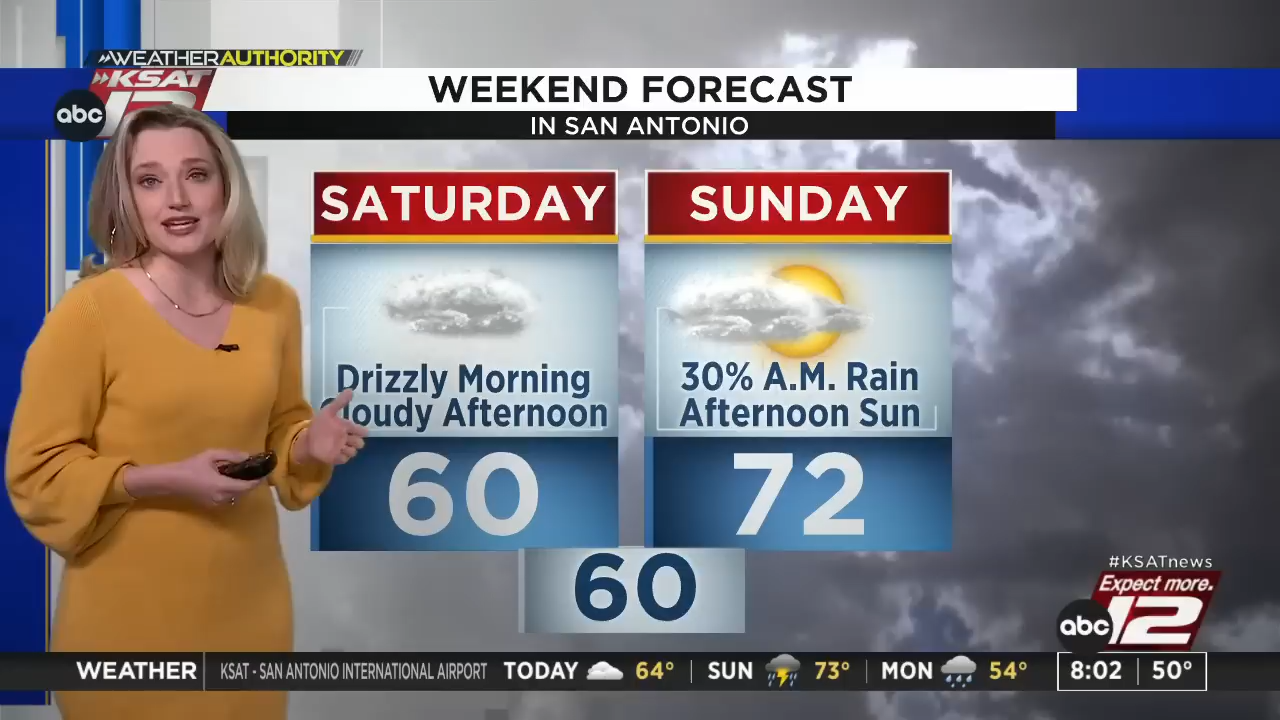 WEATHERAUTHORITY
KSAT
12
abc
WEEKEND FORECAST
IN SAN ANTONIO
SATURDAY
Drizzly Morning
Cloudy Afternoon
60
SUNDAY
30% A.M. Rain
Afternoon Sun
72
60
#KSATnews
Expect more.
abc 12
WEATHER KSAT - SAN ANTONIO INTERNATIONAL AIRPORT TODAY 64° SUN 73° MON 54° 8:02 50°